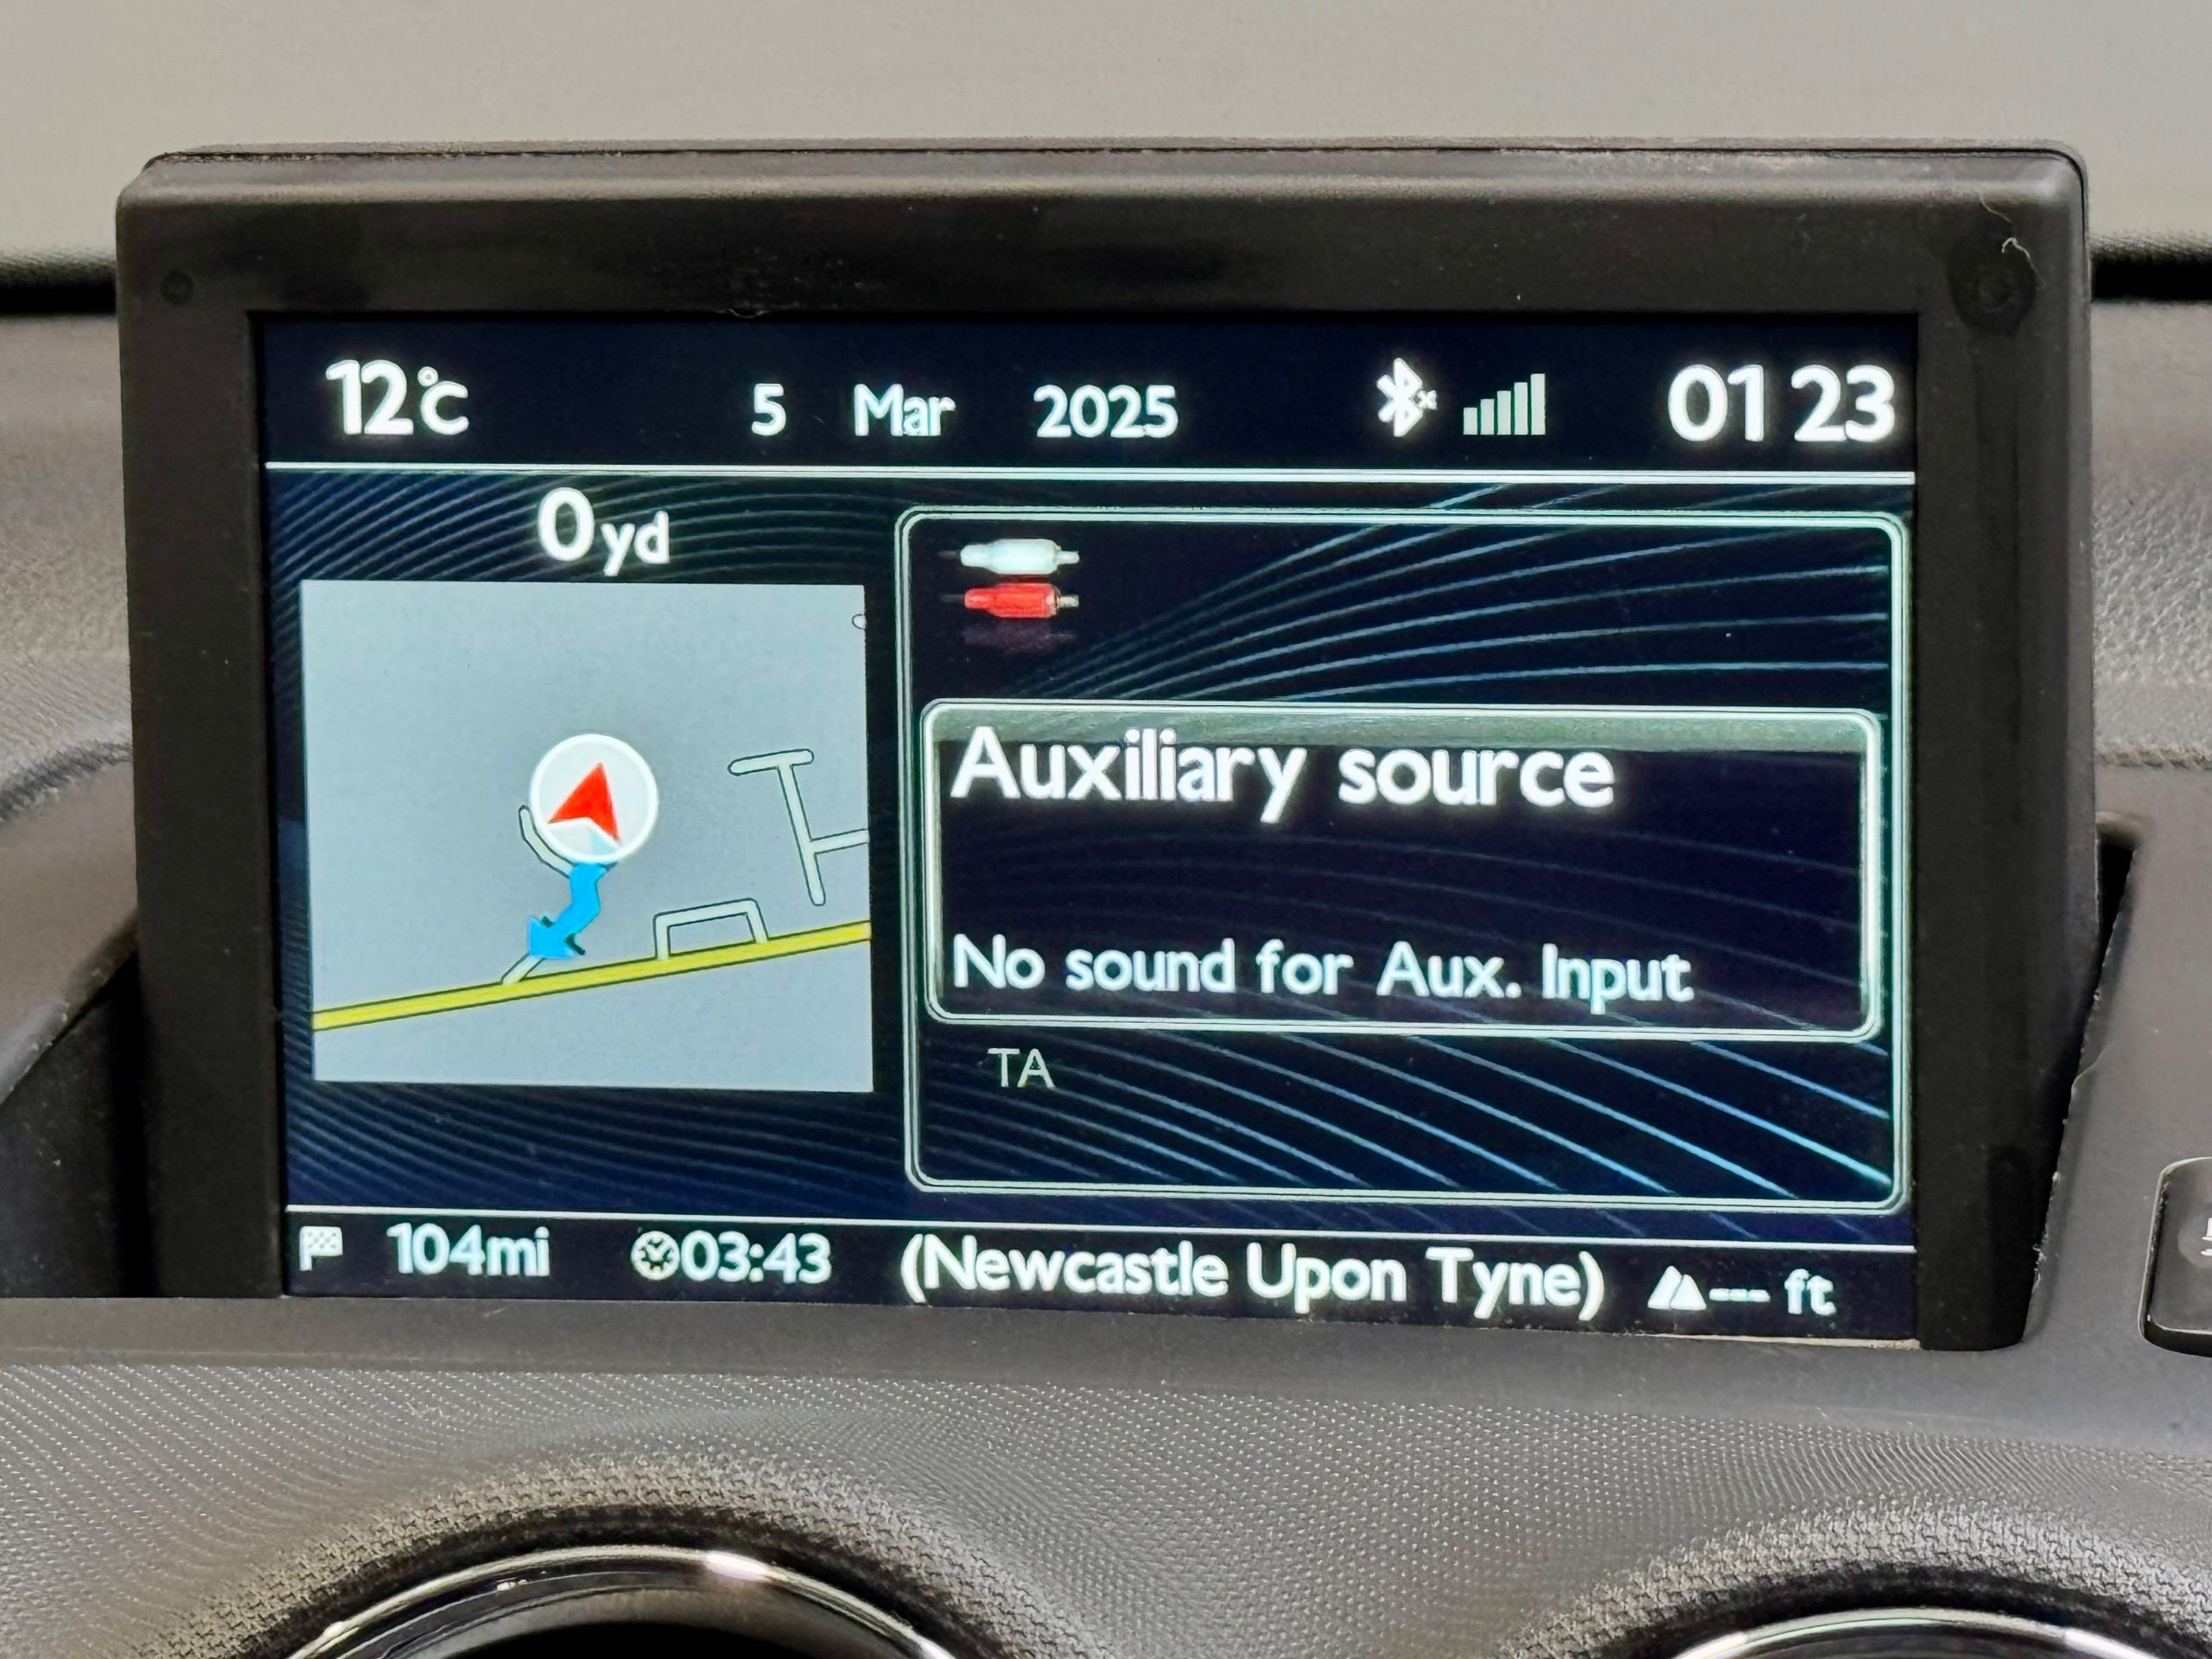 12°C 5 Mar 2025 01 23
0yd
Auxiliary source
No sound for Aux. Input
TA
104mi 03:43 (Newcastle Upon Tyne) --- ft